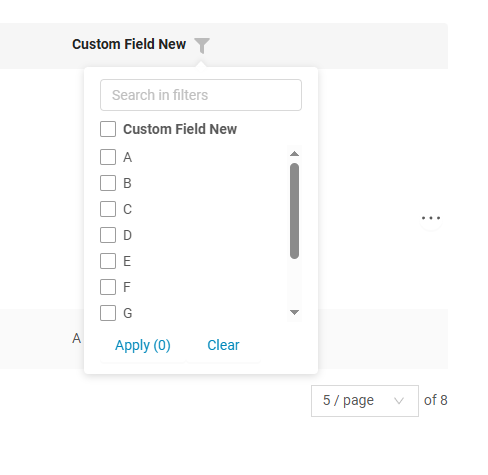 Custom Field New
Search in filters
Custom Field New
A
B
C
D
E
F
G
A
Apply (0) Clear
5 / page of 8